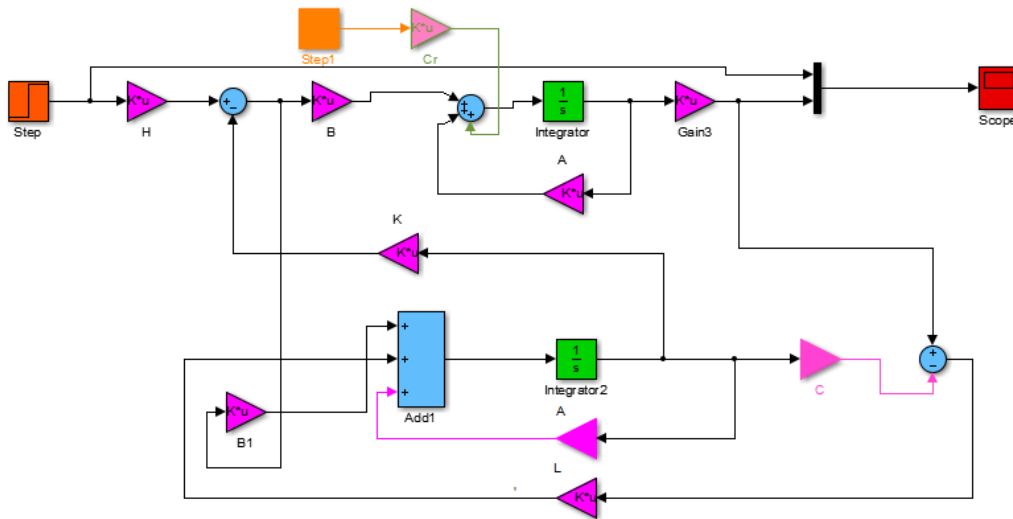 K*u
Step1
Cr
K*u
+
-
K*u
+
+
+
1
s
K*u
Step
H
B
Integrator
Gain3
Scope
A
K*u
K
K*u
+
+
+
1
s
+
-
Integrator2
C
K*u
A
Add1
B1
L
K*u